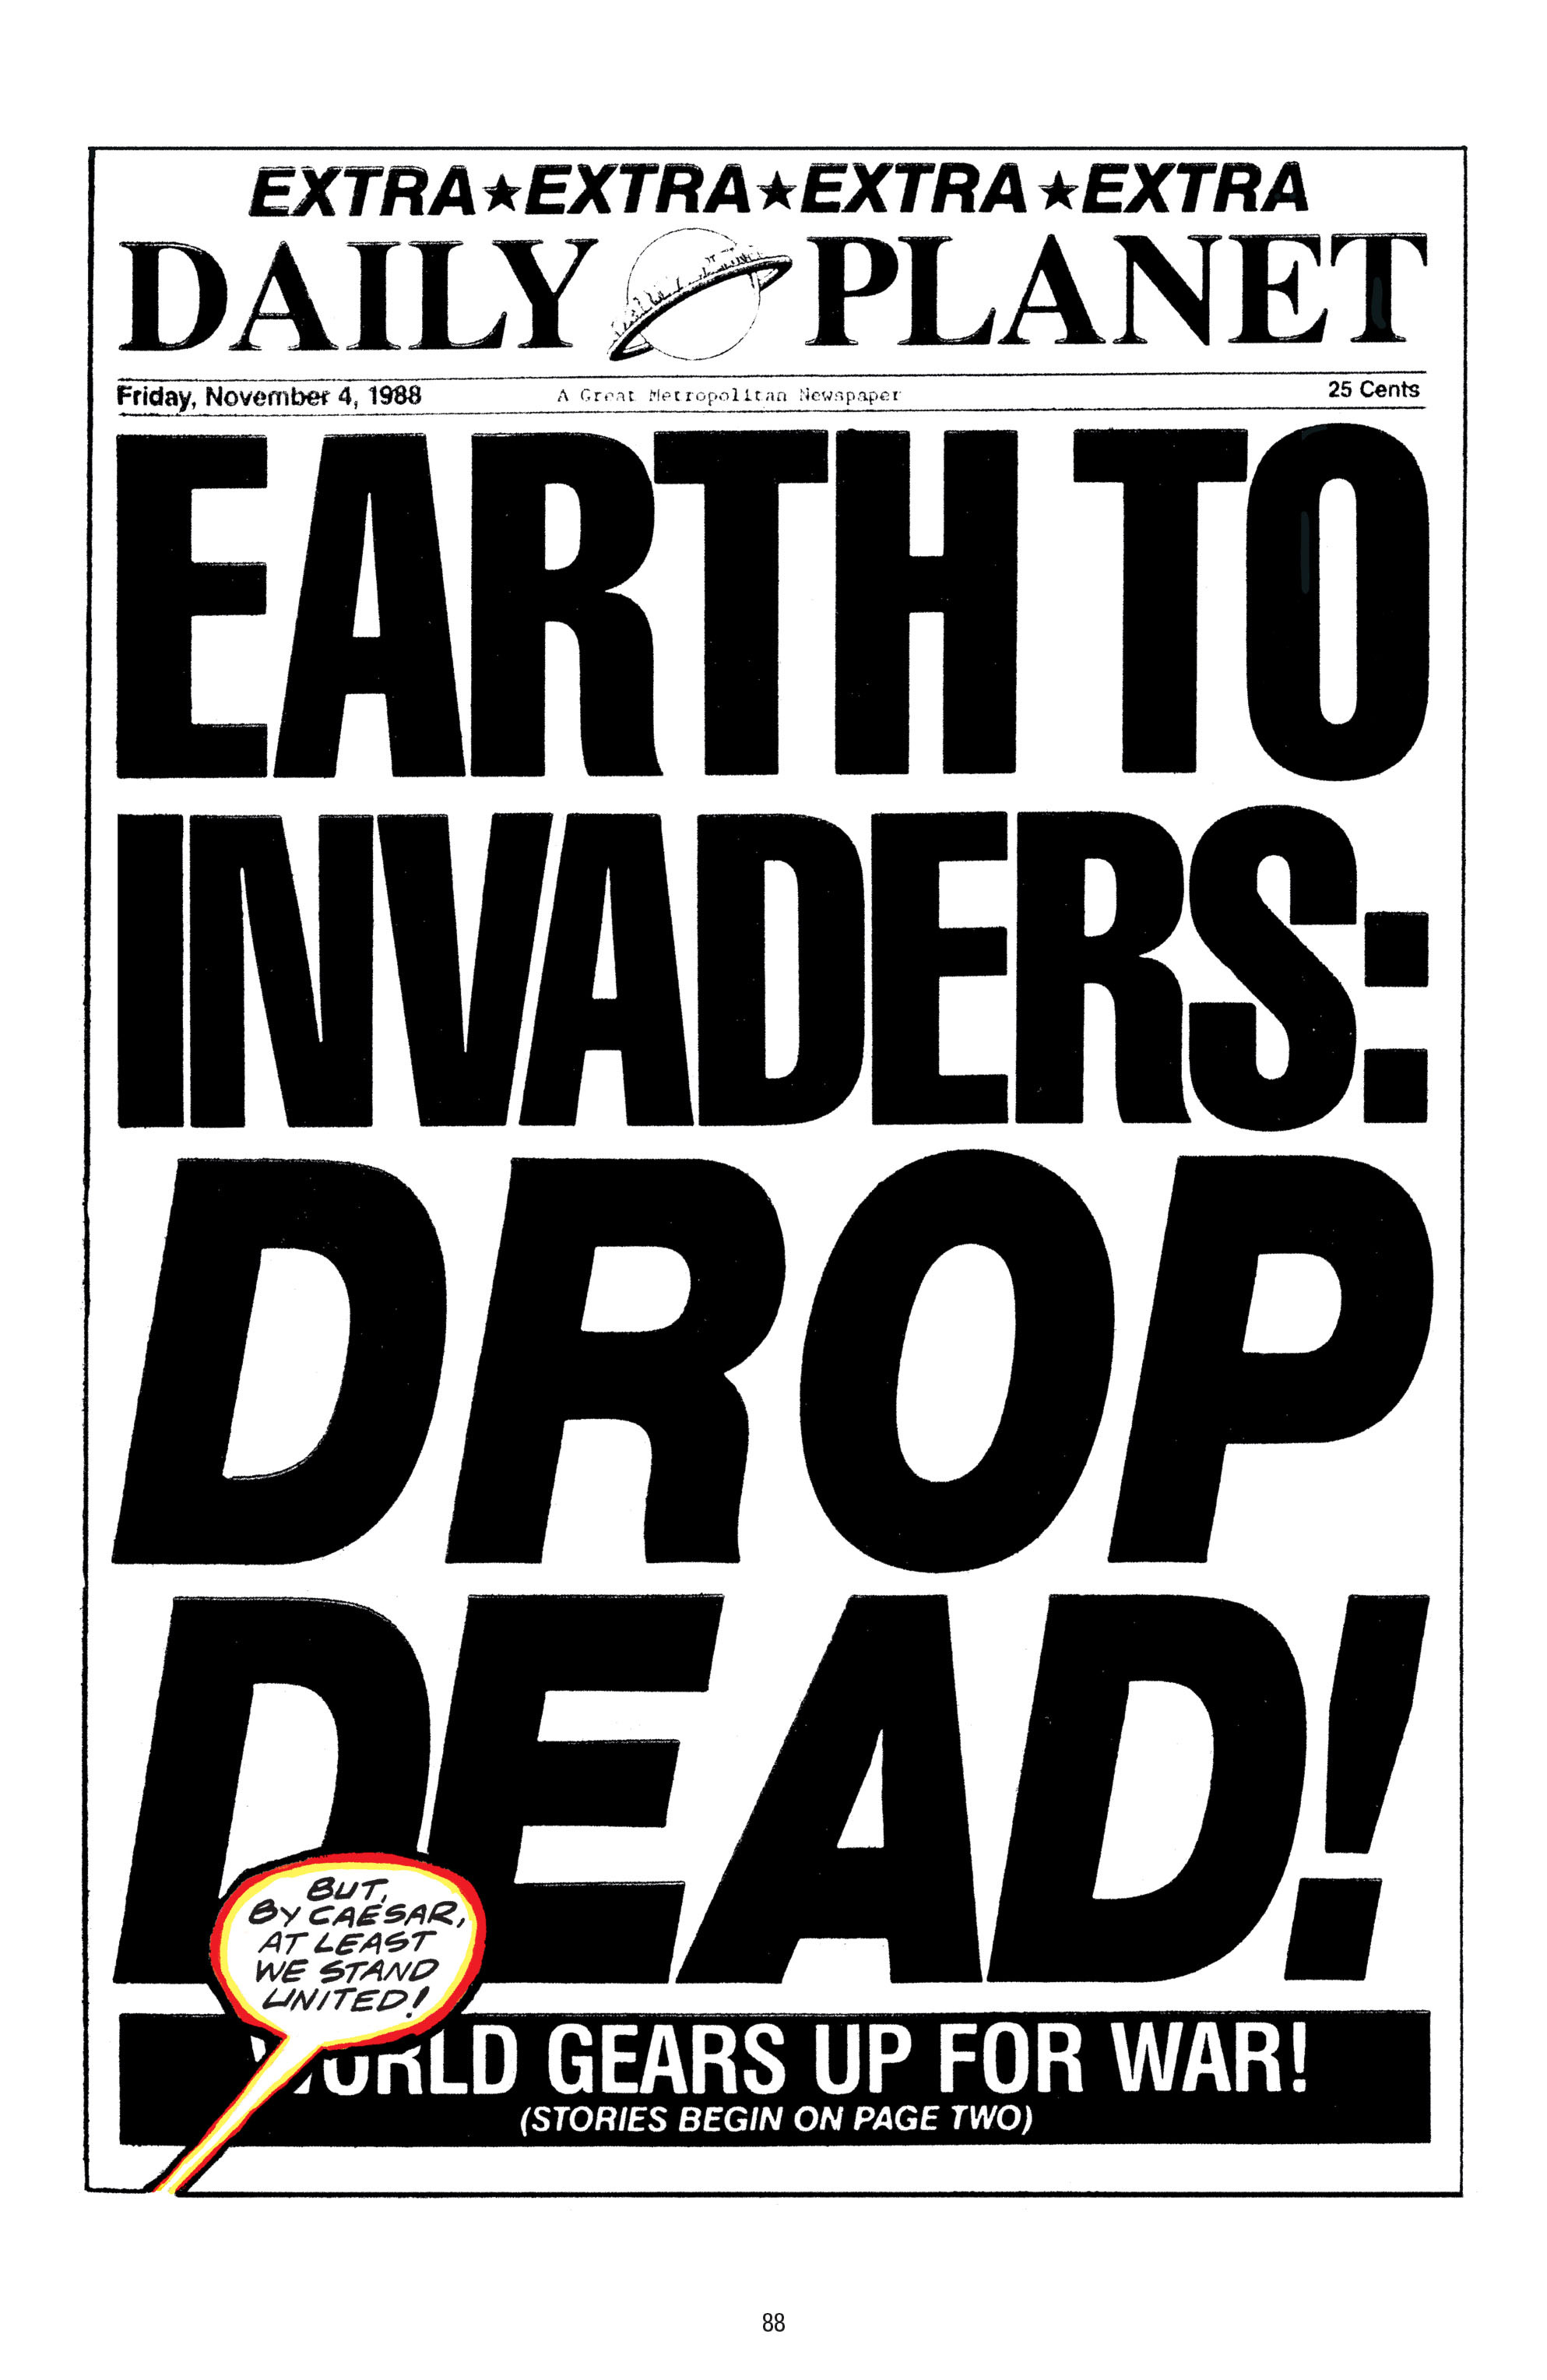 EXTRA★EXTRA★EXTRA★EXTRA
DAILY PLANET
Friday, November 4, 1988 A Great Metropolitan Newspaper 25 Cents
EARTH TO
INVADERS:
DROP
DEAD!
BUT,
BY CAESAR,
AT LEAST
WE STAND
UNITED!
WORLD GEARS UP FOR WAR!
(STORIES BEGIN ON PAGE TWO)
88